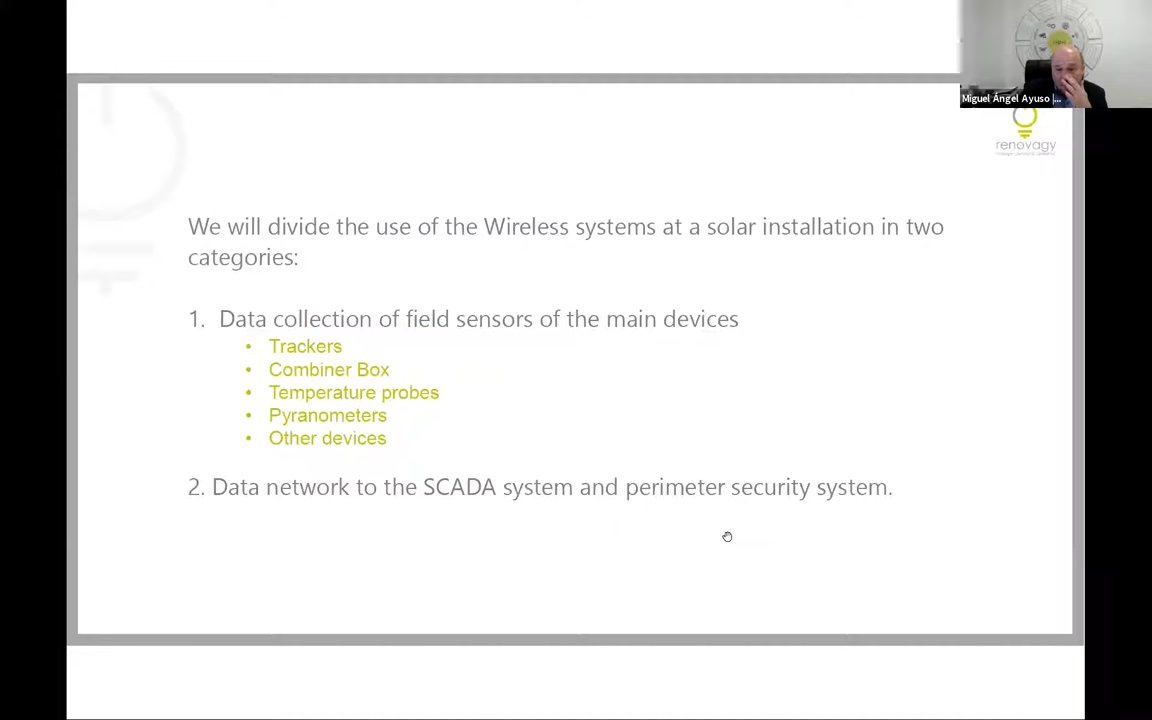 Miguel Ángel Ayuso |...
renovagy
We will divide the use of the Wireless systems at a solar installation in two
categories:
1. Data collection of field sensors of the main devices
• Trackers
• Combiner Box
• Temperature probes
• Pyranometers
• Other devices
2. Data network to the SCADA system and perimeter security system.